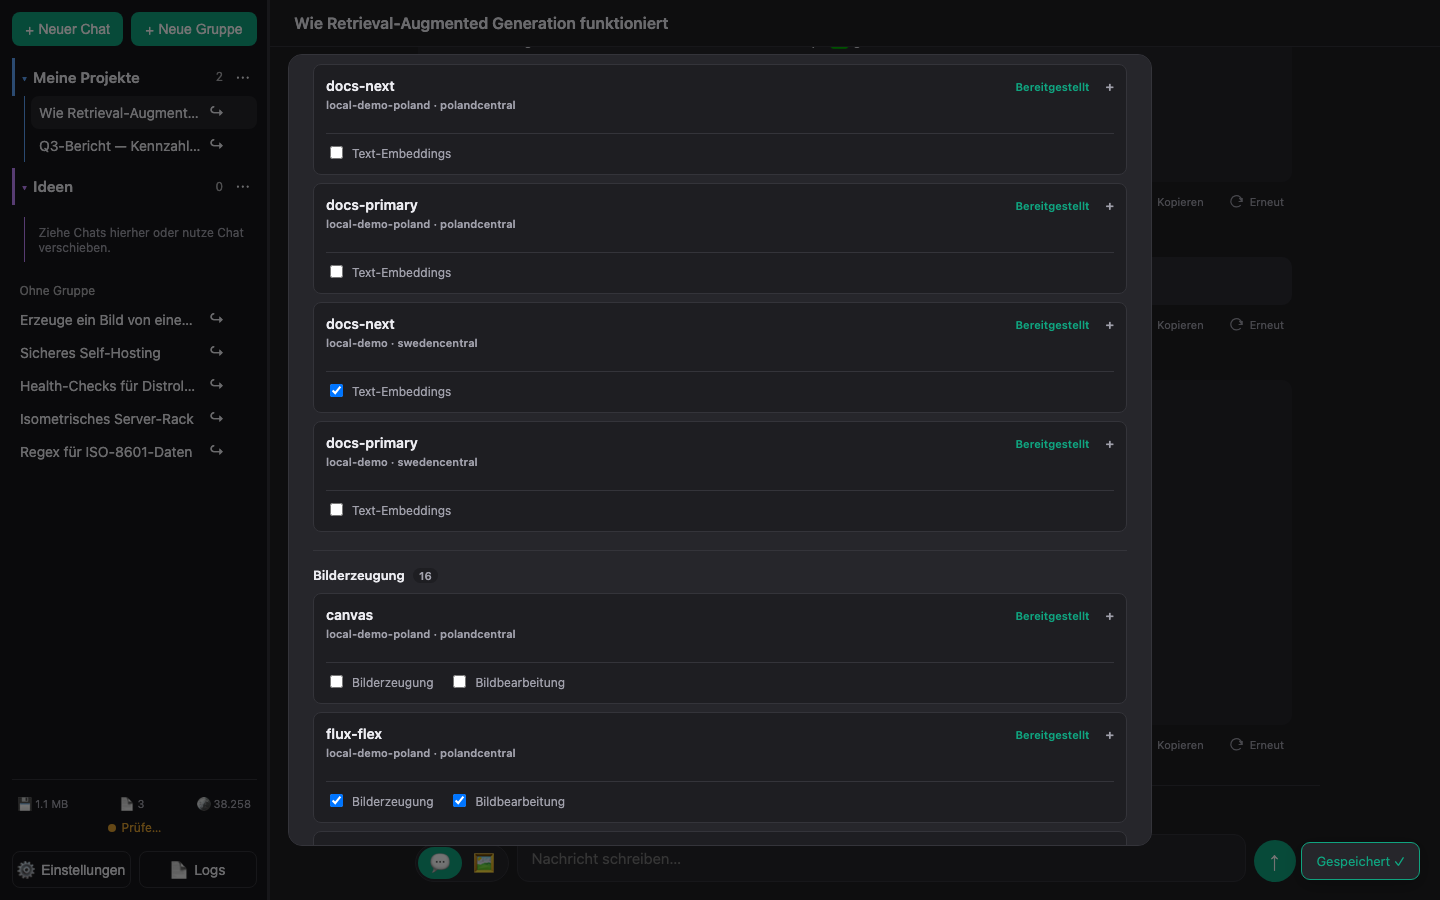 + Neuer Chat
+ Neue Gruppe
Meine Projekte 2 ...
Wie Retrieval-Augment...
Q3-Bericht — Kennzahl...
Ideen 0 ...
Ziehe Chats hierher oder nutze Chat
verschieben.
Ohne Gruppe
Erzeuge ein Bild von eine...
Sicheres Self-Hosting
Health-Checks für Distrol...
Isometrisches Server-Rack
Regex für ISO-8601-Daten
1.1 MB
3
38.258
Prüfe...
Einstellungen
Logs
Wie Retrieval-Augmented Generation funktioniert
docs-next
Bereitgestellt +
local-demo-poland · polandcentral
Text-Embeddings
docs-primary
Bereitgestellt +
local-demo-poland · polandcentral
Text-Embeddings
docs-next
Bereitgestellt +
local-demo · swedencentral
Text-Embeddings
docs-primary
Bereitgestellt +
local-demo · swedencentral
Text-Embeddings
Bilderzeugung 16
canvas
Bereitgestellt +
local-demo-poland · polandcentral
Bilderzeugung
Bildbearbeitung
flux-flex
Bereitgestellt +
local-demo-poland · polandcentral
Bilderzeugung
Bildbearbeitung
Kopieren
Erneut
Kopieren
Erneut
Kopieren
Erneut
Nachricht schreiben...
↑
Gespeichert ✓